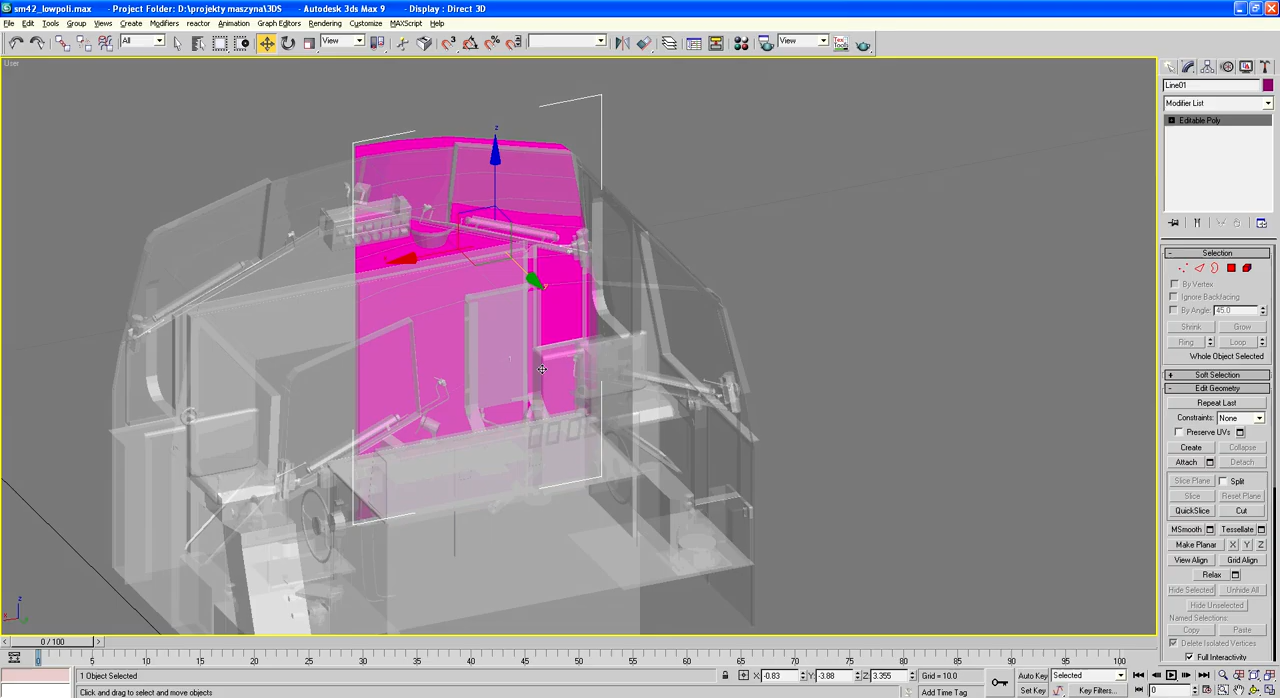 sm42_lowpoli.max - Project Folder: D:\projekty maszyna\3DS - Autodesk 3ds Max 9 - Display : Direct 3D
File Edit Tools Group Views Create Modifiers reactor Animation Graph Editors Rendering Customize MAXScript Help
All View View
User
Line01
Modifier List
Editable Poly
- Selection
By Vertex
Ignore Backfacing
By Angle: 45.0
Shrink Grow
Ring Loop
Whole Object Selected
+ Soft Selection
- Edit Geometry
Repeat Last
Constraints: None
Preserve UVs
Create Collapse
Attach Detach
Slice Plane Split
Slice Reset Plane
QuickSlice Cut
MSmooth Tessellate
Make Planar X Y Z
View Align Grid Align
Relax
Hide Selected Unhide All
Hide Unselected
Named Selections:
Copy Paste
Delete Isolated Vertices
Full Interactivity
z
z
x
0 / 100
0 5 10 15 20 25 30 35 40 45 50 55 60 65 70 75 80 85 90 95 100
1 Object Selected X: -0.83 Y: -3.88 Z: 3.355 Grid = 10.0 Auto Key Selected
Click and drag to select and move objects Add Time Tag Set Key Key Filters...